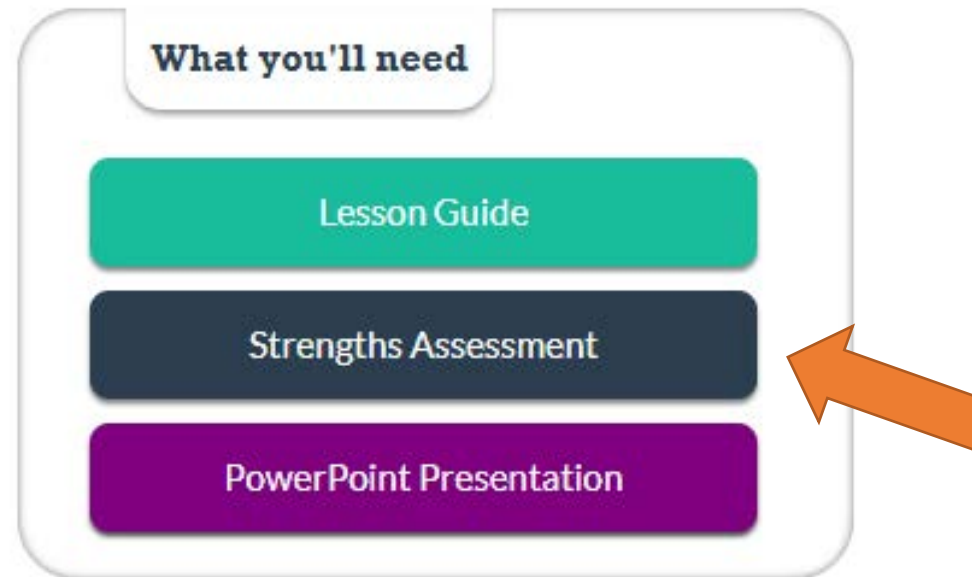 What you'll need
Lesson Guide
Strengths Assessment
PowerPoint Presentation